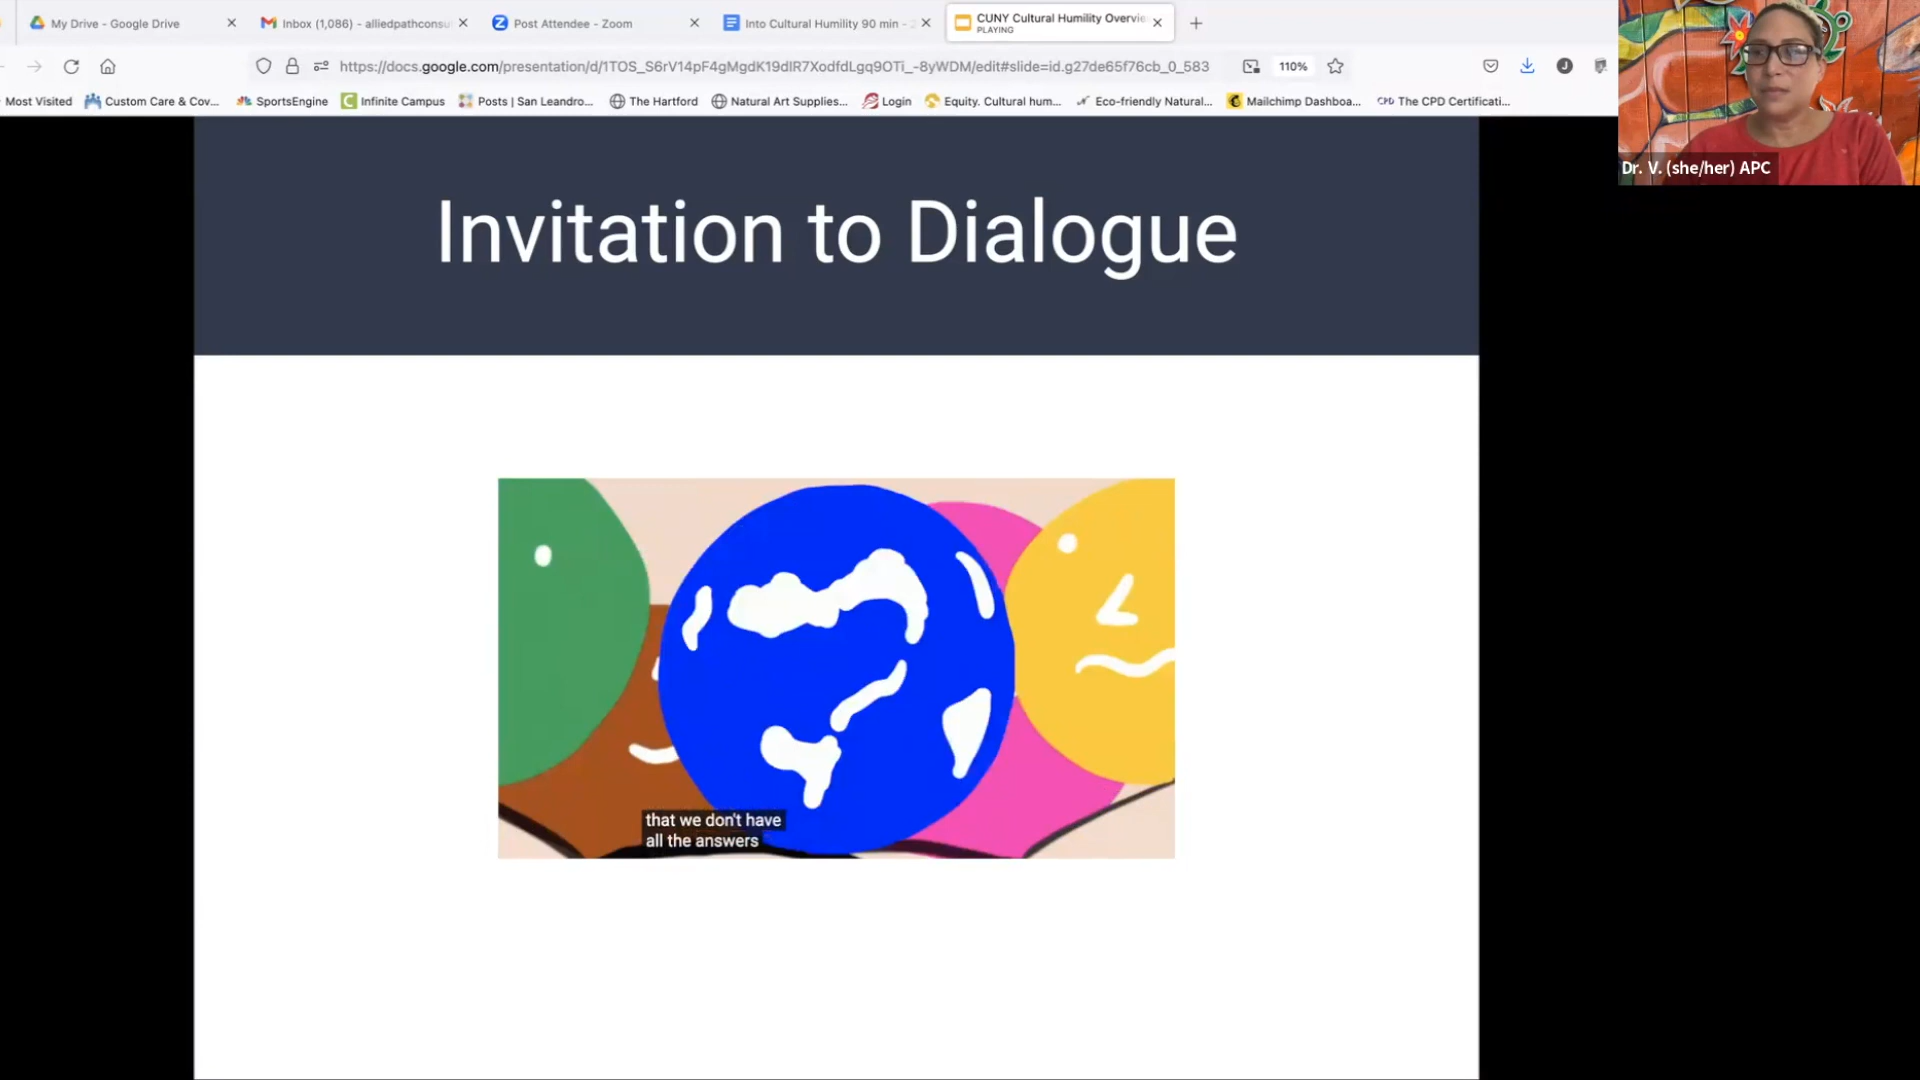 My Drive - Google Drive
Inbox (1,086) - alliedpathconsu
Post Attendee - Zoom
Into Cultural Humility 90 min - 2
CUNY Cultural Humility Overvie
PLAYING
https://docs.google.com/presentation/d/1TOS_S6rV14pF4gMgdK19dlR7XodfdLgq9OTi_-8yWDM/edit#slide=id.g27de65f76cb_0_583
110%
J
Most Visited
Custom Care & Cov...
SportsEngine
Infinite Campus
Posts | San Leandro...
The Hartford
Natural Art Supplies...
Login
Equity. Cultural hum...
Eco-friendly Natural...
Mailchimp Dashboa...
CPD The CPD Certificati...
Dr. V. (she/her) APC
Invitation to Dialogue
that we don't have
all the answers